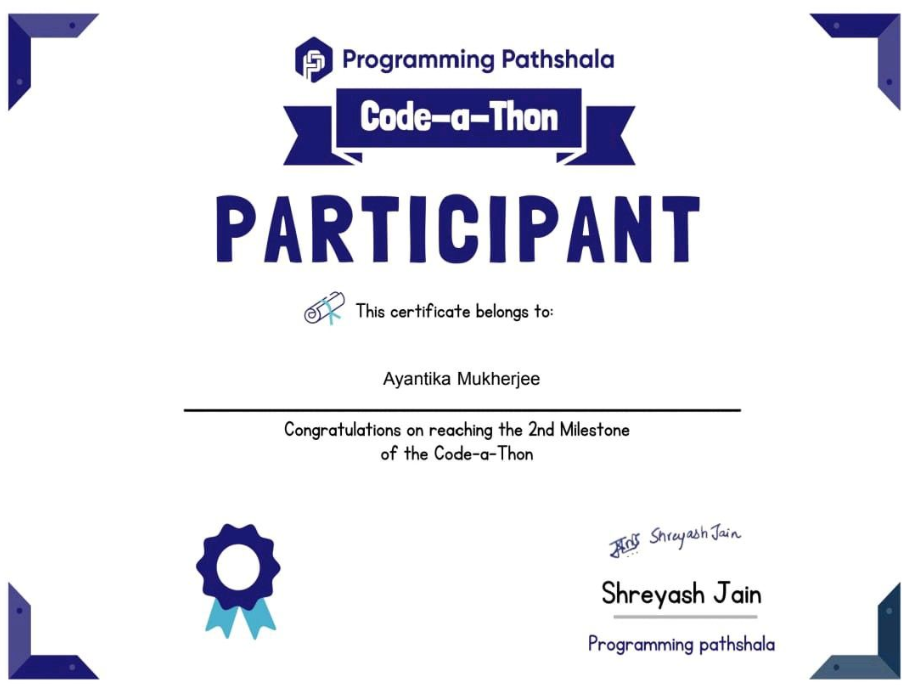 Programming Pathshala
Code-a-Thon
PARTICIPANT
This certificate belongs to:
Ayantika Mukherjee
Congratulations on reaching the 2nd Milestone
of the Code-a-Thon
Shreyash Jain
Shreyash Jain
Programming pathshala